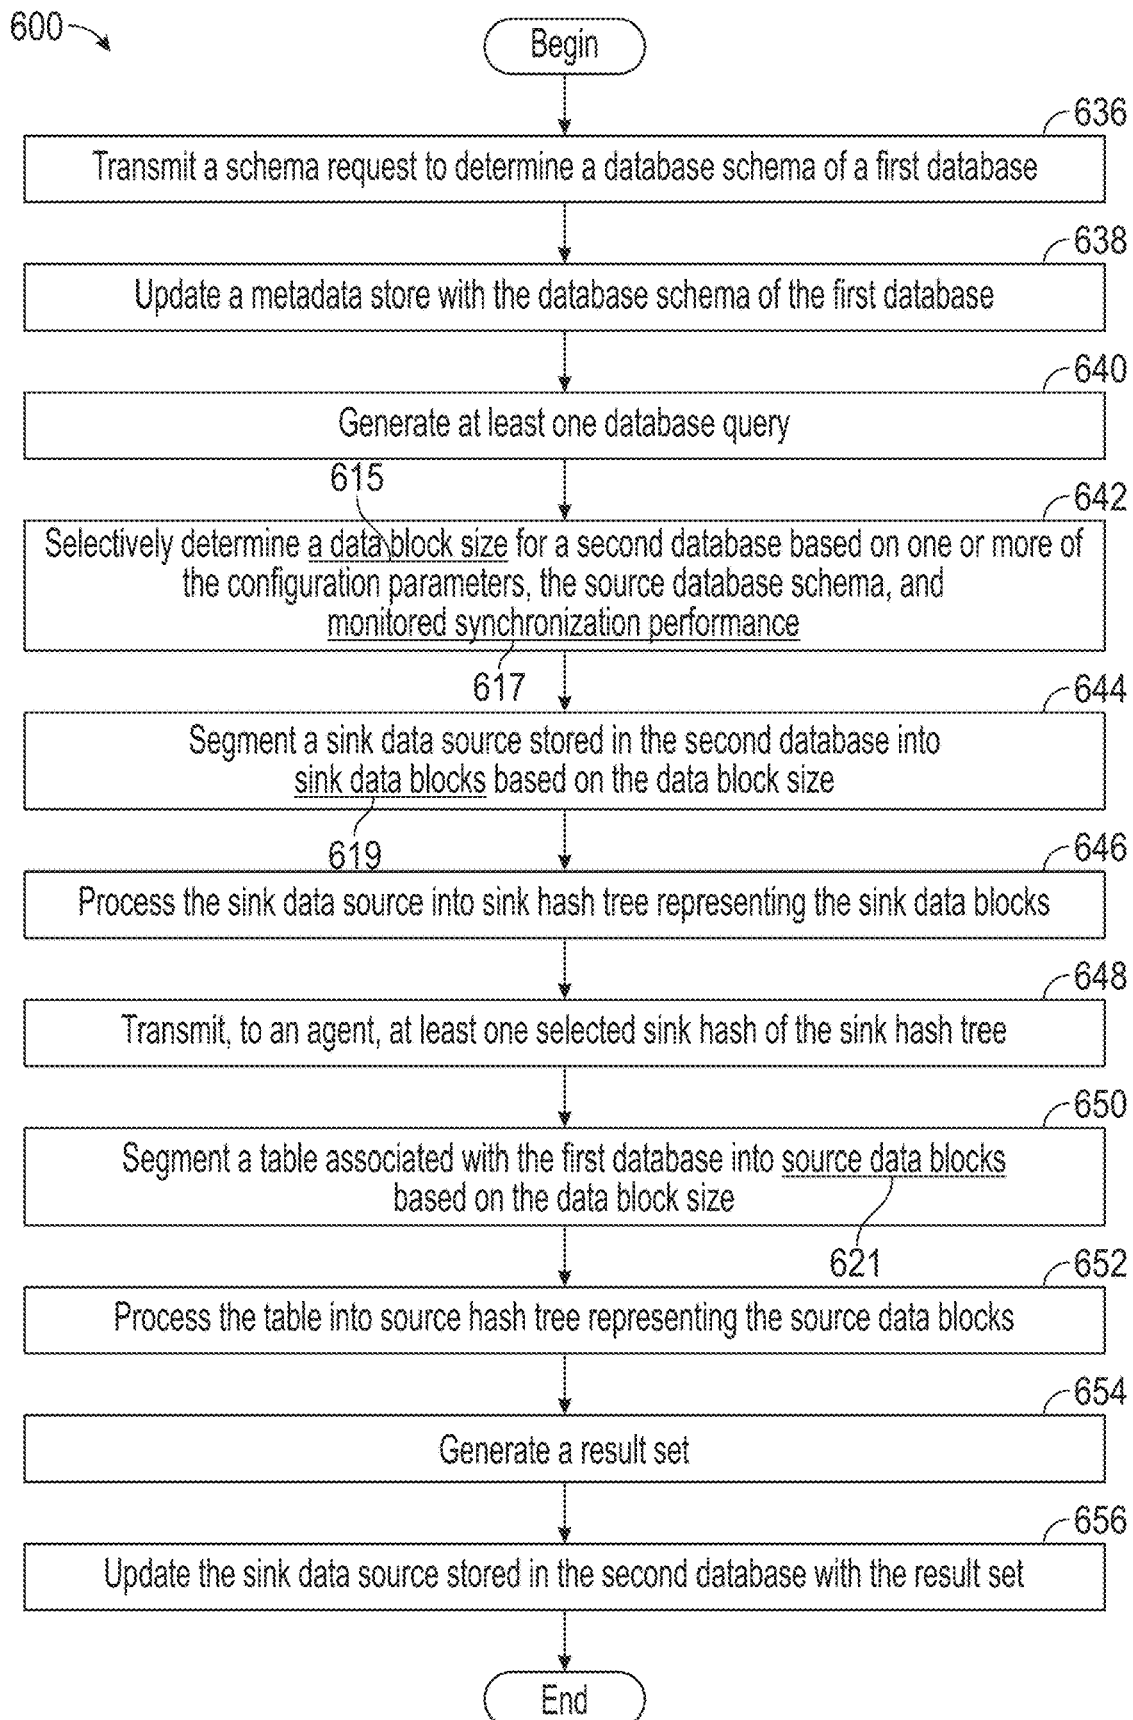 600
Begin
636
Transmit a schema request to determine a database schema of a first database
638
Update a metadata store with the database schema of the first database
640
Generate at least one database query
615
642
Selectively determine a data block size for a second database based on one or more of
the configuration parameters, the source database schema, and
monitored synchronization performance
617
644
Segment a sink data source stored in the second database into
sink data blocks based on the data block size
619
646
Process the sink data source into sink hash tree representing the sink data blocks
648
Transmit, to an agent, at least one selected sink hash of the sink hash tree
650
Segment a table associated with the first database into source data blocks
based on the data block size
621
652
Process the table into source hash tree representing the source data blocks
654
Generate a result set
656
Update the sink data source stored in the second database with the result set
End